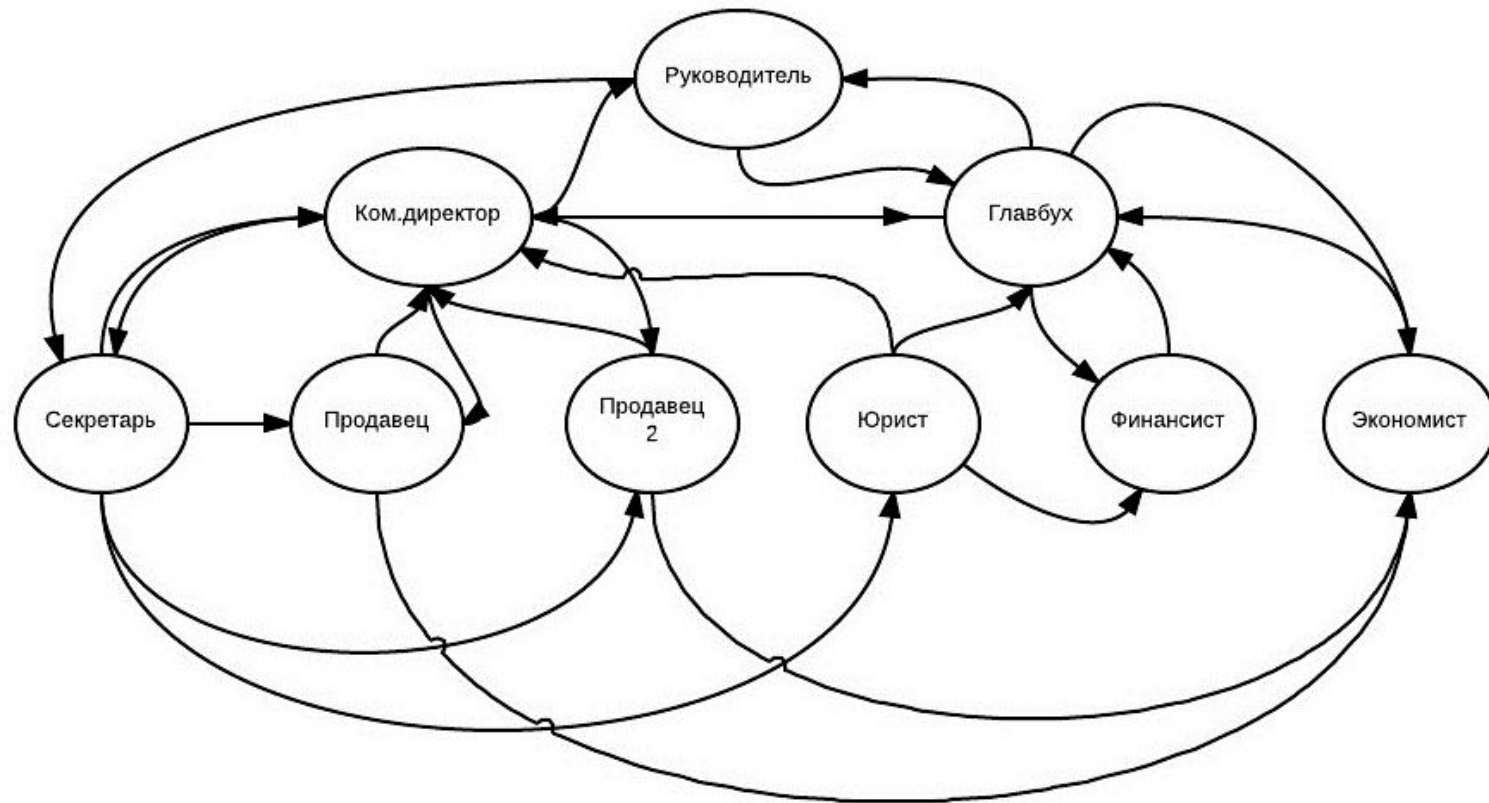 Руководитель
Ком.директор
Главбух
Секретарь
Продавец
Продавец
2
Юрист
Финансист
Экономист